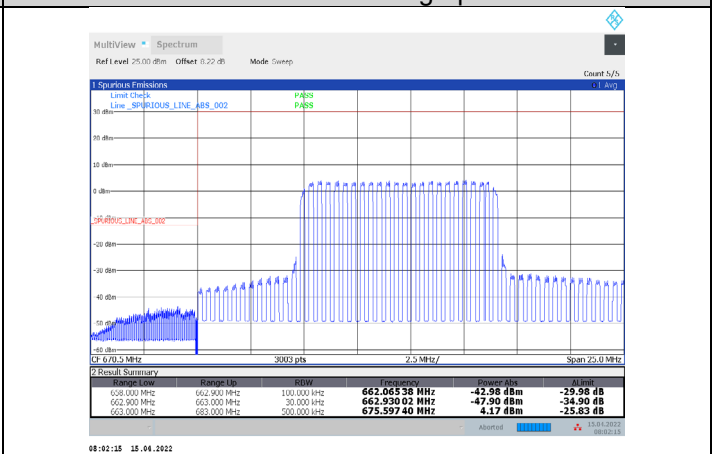 MultiView Spectrum
Ref Level 25.00 dBm Offset 8.22 dB Mode Sweep
Count 5/5
1 Spurious Emissions 1 Avg
Limit Check PASS
Line _SPURIOUS_LINE_ABS_002 PASS
30 dBm
20 dBm
10 dBm
0 dBm
_SPURIOUS_LINE_ABS_002
-20 dBm
-30 dBm
-40 dBm
-50 dBm
-60 dBm
CF 670.5 MHz 3003 pts 2.5 MHz/ Span 25.0 MHz
2 Result Summary
Range Low Range Up RBW Frequency Power Abs ΔLimit
658.000 MHz 662.900 MHz 100.000 kHz 662.06538 MHz -42.98 dBm -29.98 dB
662.900 MHz 663.000 MHz 30.000 kHz 662.93002 MHz -47.90 dBm -34.90 dB
663.000 MHz 683.000 MHz 500.000 kHz 675.59740 MHz 4.17 dBm -25.83 dB
Aborted 15.04.2022
08:02:15
08:02:15 15.04.2022